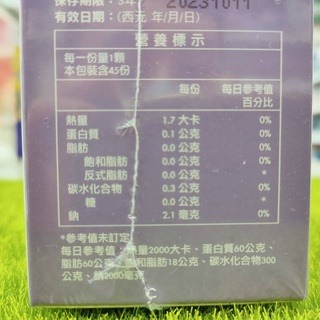 保存期限：3年
有效日期：(西元 年/月/日)
20231011
營養標示
每一份量1顆
本包裝含45份
每份 每日參考值
百分比
熱量 1.7 大卡 0%
蛋白質 0.1 公克 0%
脂肪 0.0 公克 0%
飽和脂肪 0.0 公克 0%
反式脂肪 0.0 公克 *
碳水化合物 0.3 公克 0%
糖 0.0 公克 *
鈉 2.1 毫克 0%
*參考值未訂定
每日參考值：熱量2000大卡、蛋白質60公克、
脂肪60公克、飽和脂肪18公克、碳水化合物300
公克、鈉2000毫克